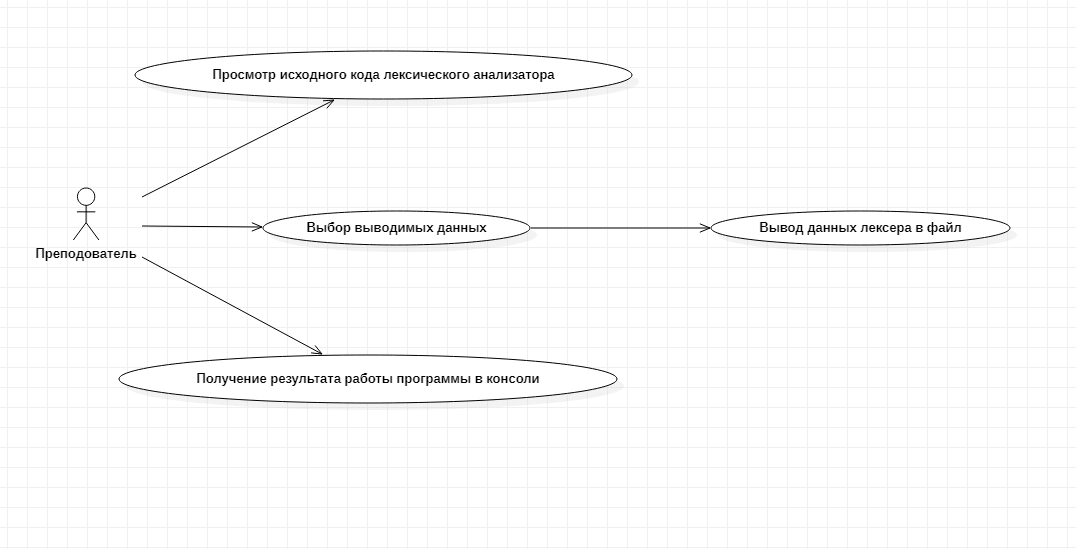 Просмотр исходного кода лексического анализатора
Преподователь
Выбор выводимых данных
Вывод данных лексера в файл
Получение результата работы программы в консоли